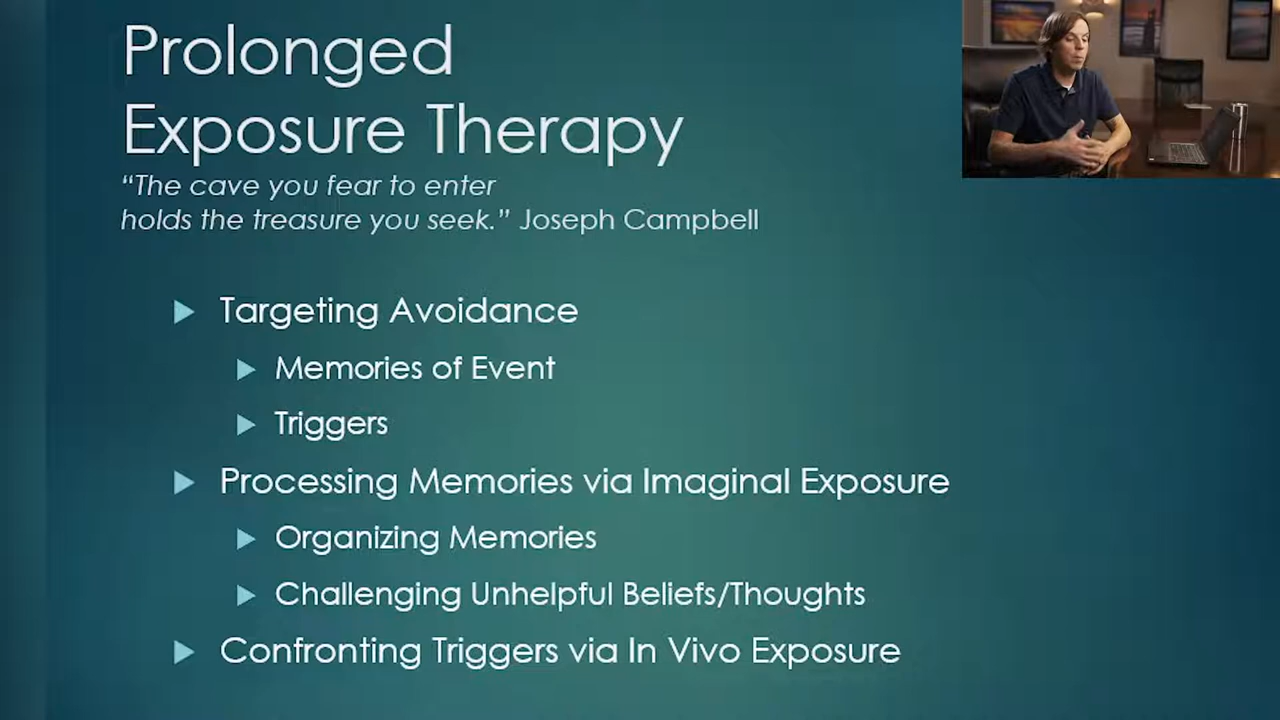 Prolonged
Exposure Therapy
“The cave you fear to enter
holds the treasure you seek.” Joseph Campbell
Targeting Avoidance
Memories of Event
Triggers
Processing Memories via Imaginal Exposure
Organizing Memories
Challenging Unhelpful Beliefs/Thoughts
Confronting Triggers via In Vivo Exposure